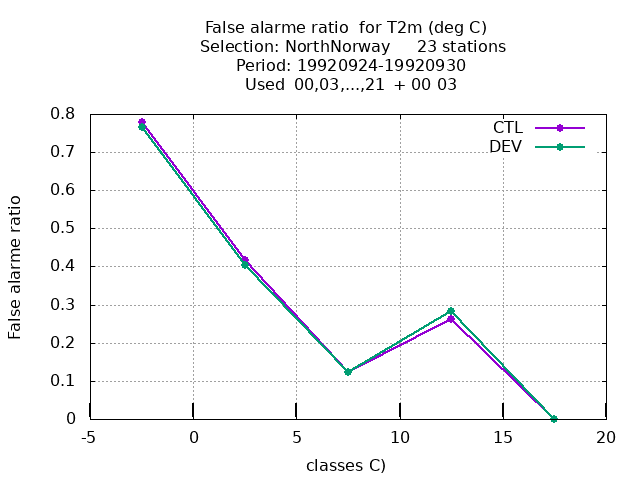 False alarme ratio  for T2m (deg C)
Selection: NorthNorway     23 stations
Period: 19920924-19920930
Used  00,03,...,21  + 00 03
CTL
DEV
0.8
0.7
0.6
0.5
0.4
0.3
0.2
0.1
0
False alarme ratio
-5 0 5 10 15 20
classes C)